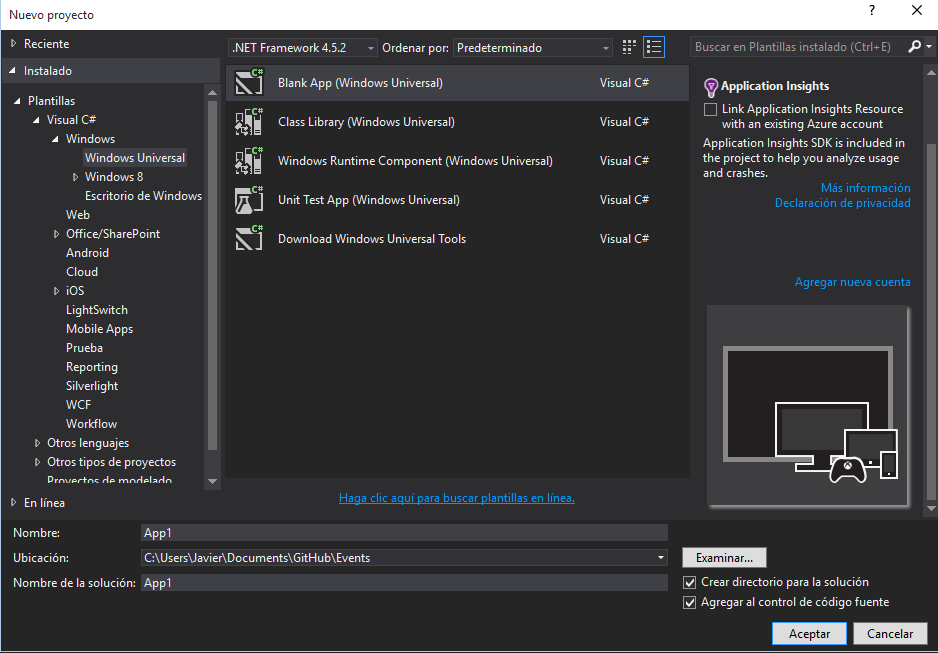 Nuevo proyecto
?
Reciente
.NET Framework 4.5.2
Ordenar por:
Predeterminado
Buscar en Plantillas instalado (Ctrl+E)
Instalado
Plantillas
Visual C#
Windows
Windows Universal
Windows 8
Escritorio de Windows
Web
Office/SharePoint
Android
Cloud
iOS
LightSwitch
Mobile Apps
Prueba
Reporting
Silverlight
WCF
Workflow
Otros lenguajes
Otros tipos de proyectos
Proyectos de modelado
En línea
C#
Blank App (Windows Universal) Visual C#
C#
Class Library (Windows Universal) Visual C#
C#
Windows Runtime Component (Windows Universal) Visual C#
C#
Unit Test App (Windows Universal) Visual C#
C#
Download Windows Universal Tools Visual C#
Haga clic aquí para buscar plantillas en línea.
Application Insights
Link Application Insights Resource
with an existing Azure account
Application Insights SDK is included in
the project to help you analyze usage
and crashes.
Más información
Declaración de privacidad
Agregar nueva cuenta
Nombre: App1
Ubicación: C:\Users\Javier\Documents\GitHub\Events
Examinar...
Nombre de la solución: App1
Crear directorio para la solución
Agregar al control de código fuente
Aceptar
Cancelar